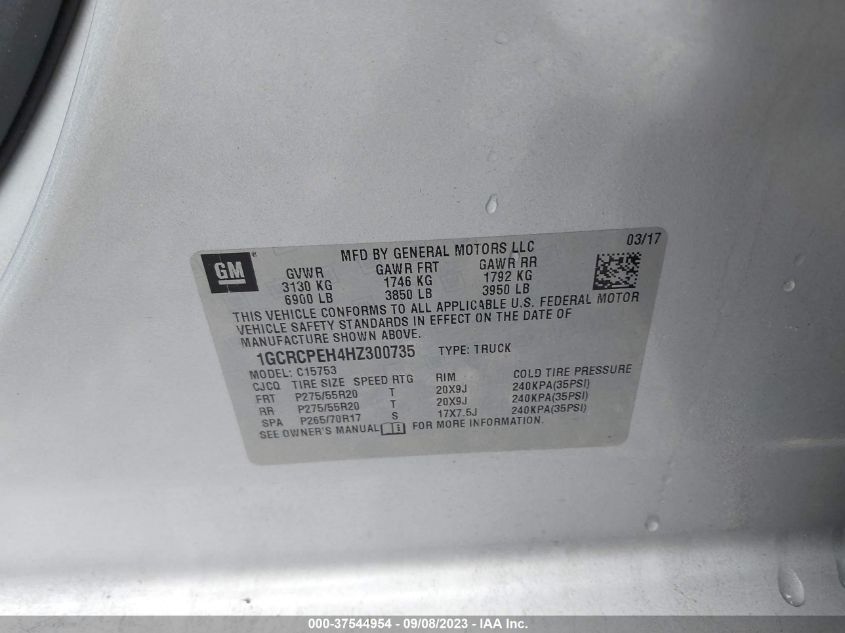 GM
MFD BY GENERAL MOTORS LLC
03/17
GVWR GAWR FRT GAWR RR
3130 KG 1746 KG 1792 KG
6900 LB 3850 LB 3950 LB
THIS VEHICLE CONFORMS TO ALL APPLICABLE U.S. FEDERAL MOTOR
VEHICLE SAFETY STANDARDS IN EFFECT ON THE DATE OF
MANUFACTURE SHOWN ABOVE.
1GCRCPEH4HZ300735 TYPE: TRUCK
MODEL: C15753
CJCQ TIRE SIZE SPEED RTG RIM COLD TIRE PRESSURE
FRT P275/55R20 T 20X9J 240KPA(35PSI)
RR P275/55R20 T 20X9J 240KPA(35PSI)
SPA P265/70R17 S 17X7.5J 240KPA(35PSI)
SEE OWNER'S MANUAL FOR MORE INFORMATION.
000-37544954 - 09/08/2023 - IAA Inc.